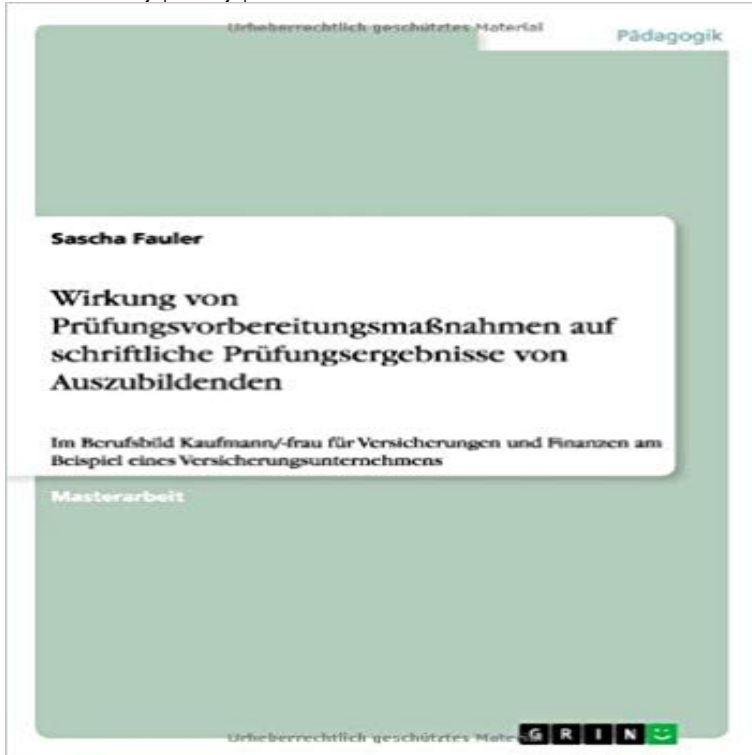 Urheberrechtlich geschütztes Material
Pädagogik
Sascha Fauler
Wirkung von
Prüfungsvorbereitungsmaßnahmen auf
schriftliche Prüfungsergebnisse von
Auszubildenden
Im Berufsbild Kaufmann/-frau für Versicherungen und Finanzen am
Beispiel eines Versicherungsunternehmens
Masterarbeit
Urheberrechtlich geschütztes Mate
G R I N